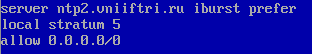 server ntp2.vniiftri.ru iburst prefer
local stratum 5
allow 0.0.0.0/0